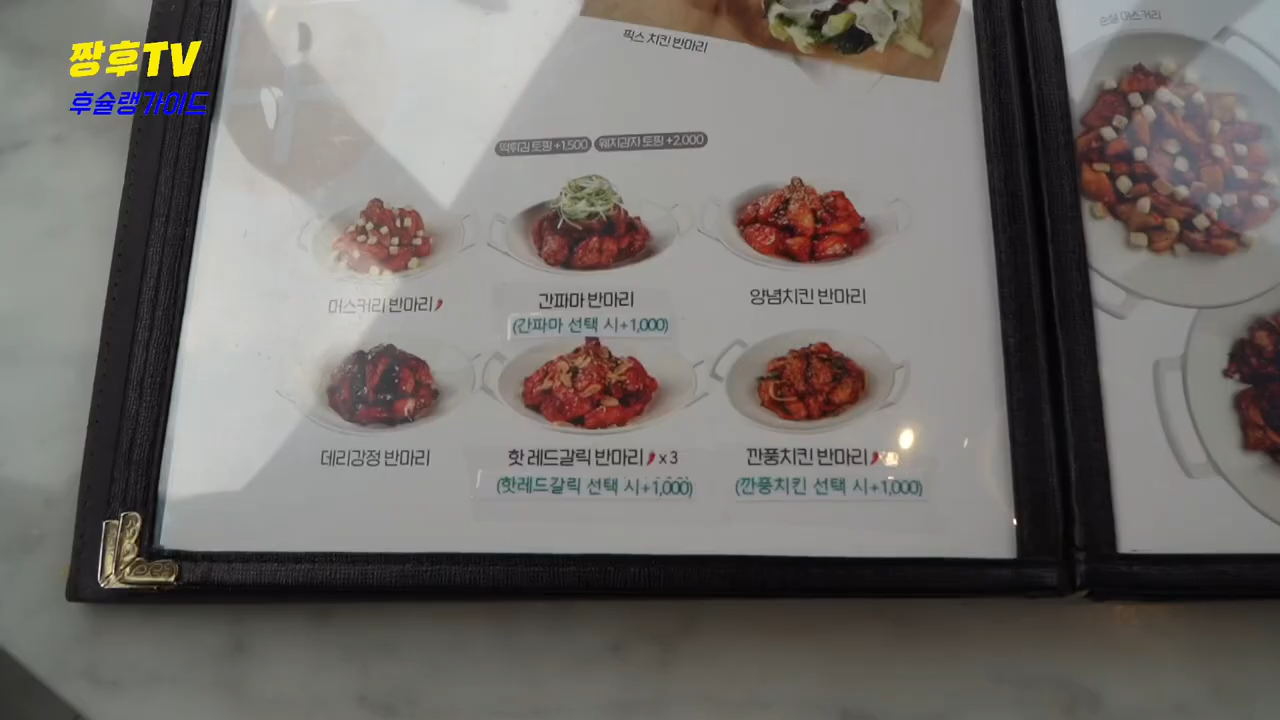 짱후TV
후슐랭가이드
픽스 치킨 반마리
순살 머스커리
떡튀김 토핑 +1,500
웨지감자 토핑 +2,000
머스커리 반마리
간파마 반마리
양념치킨 반마리
(간파마 선택 시+1,000)
데리강정 반마리
핫 레드갈릭 반마리 x3
깐풍치킨 반마리
(핫레드갈릭 선택 시+1,000)
(깐풍치킨 선택 시+1,000)